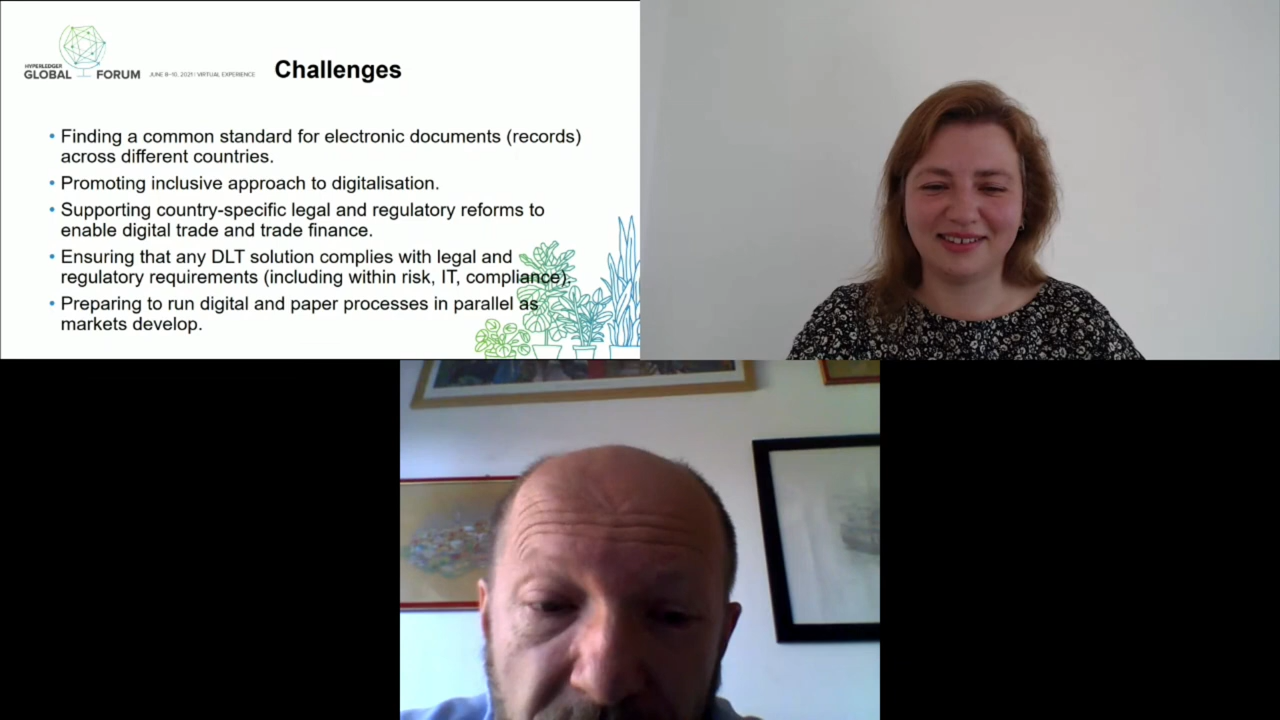 HYPERLEDGER
GLOBAL FORUM
JUNE 8-10, 2021 | VIRTUAL EXPERIENCE
Challenges
• Finding a common standard for electronic documents (records)
across different countries.
• Promoting inclusive approach to digitalisation.
• Supporting country-specific legal and regulatory reforms to
enable digital trade and trade finance.
• Ensuring that any DLT solution complies with legal and
regulatory requirements (including within risk, IT, compliance).
• Preparing to run digital and paper processes in parallel as
markets develop.